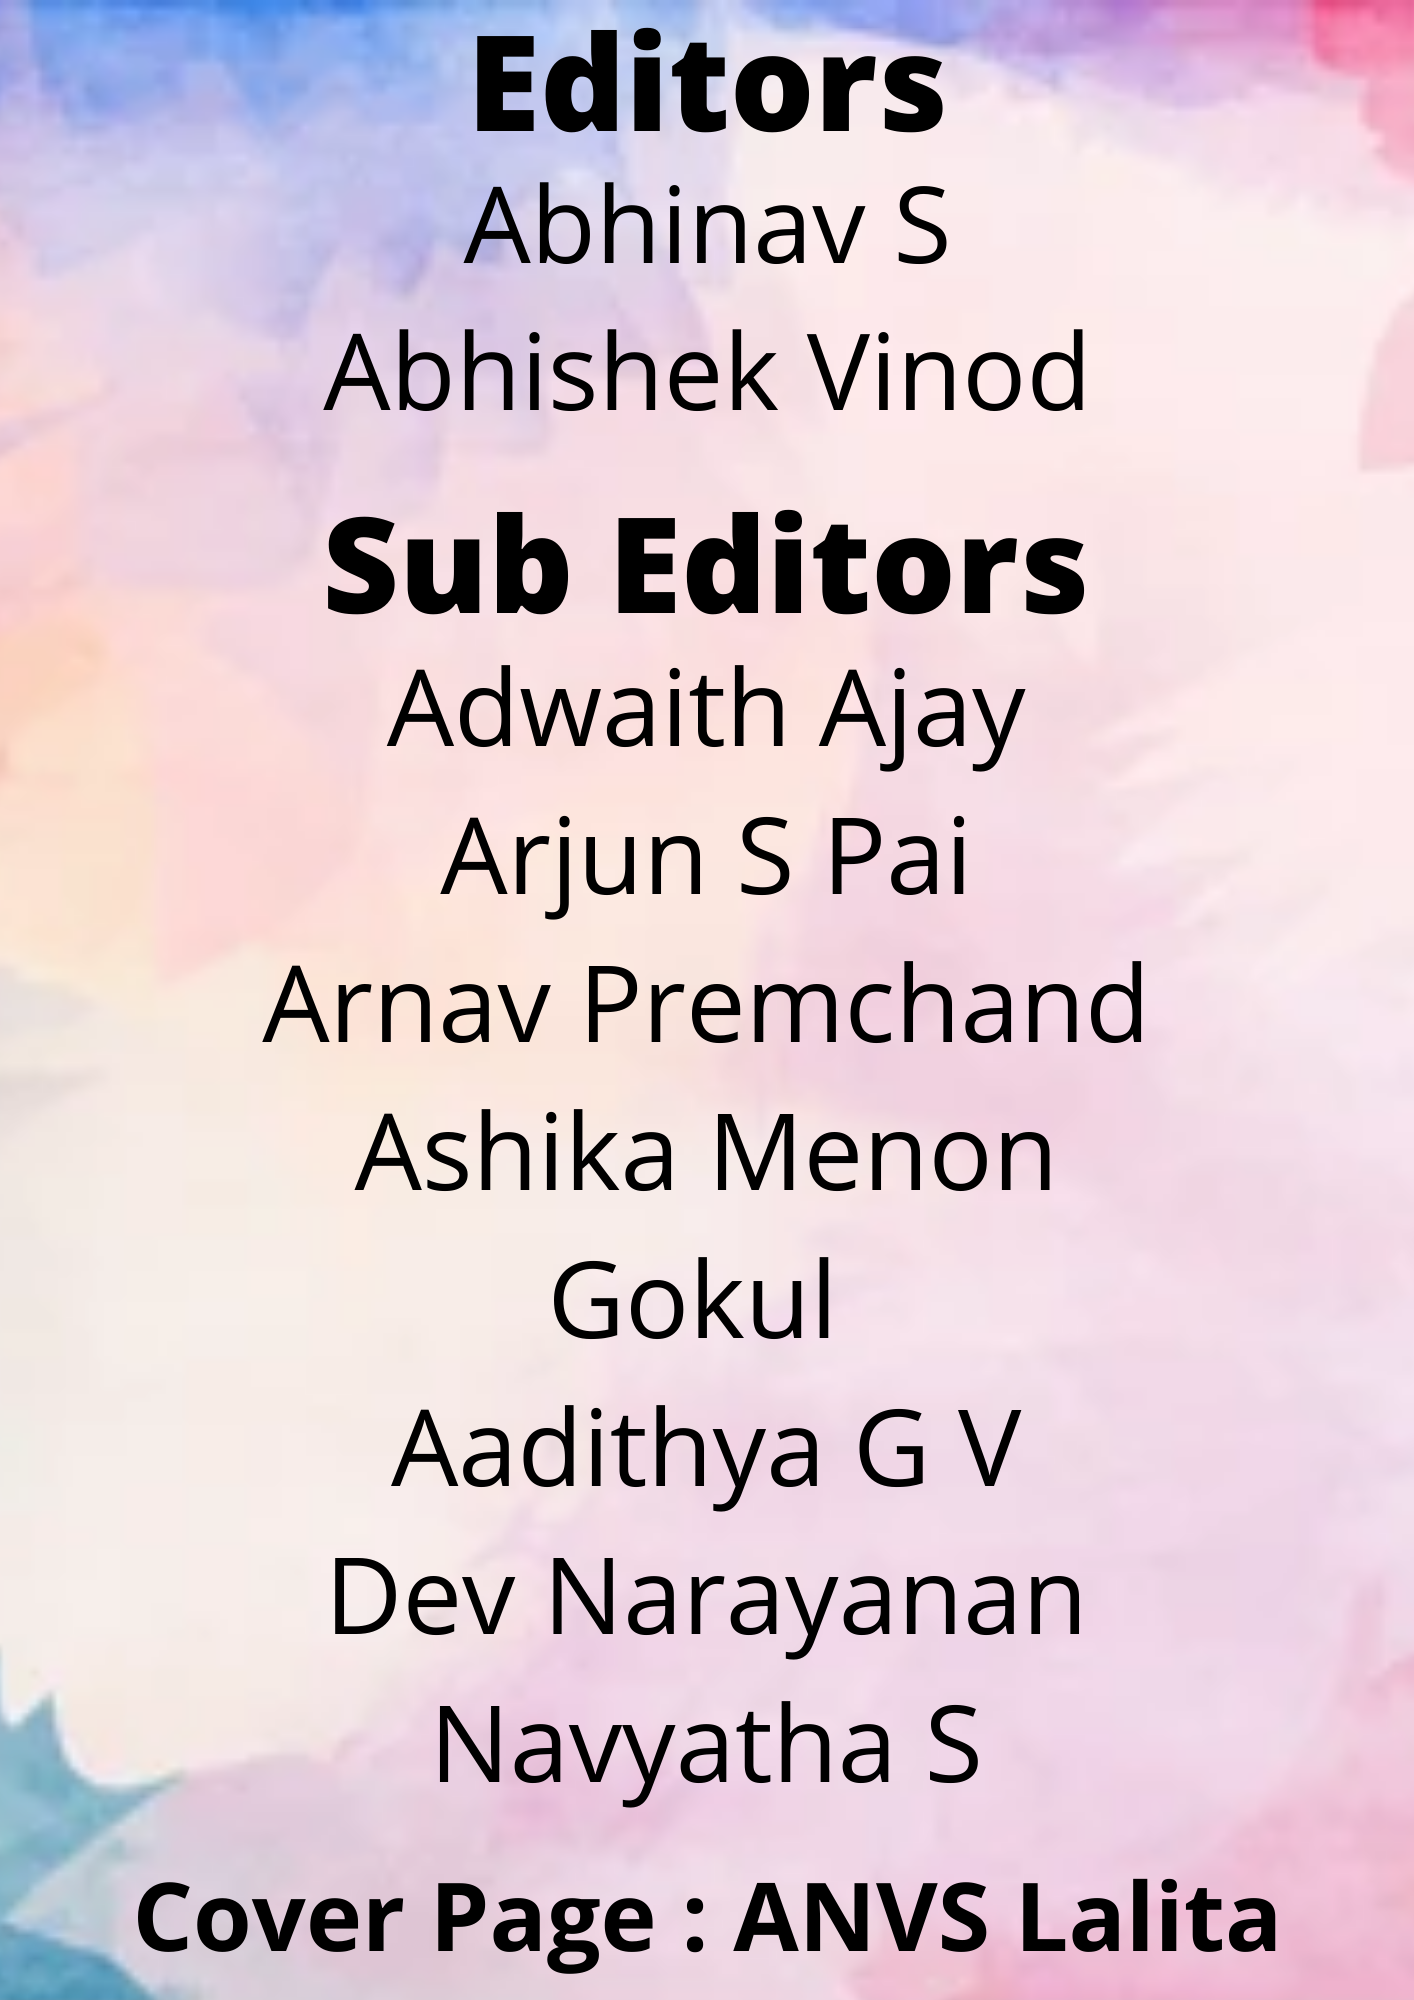 Editors
Abhinav S
Abhishek Vinod
Sub Editors
Adwaith Ajay
Arjun S Pai
Arnav Premchand
Ashika Menon
Gokul
Aadithya G V
Dev Narayanan
Navyatha S
Cover Page : ANVS Lalita